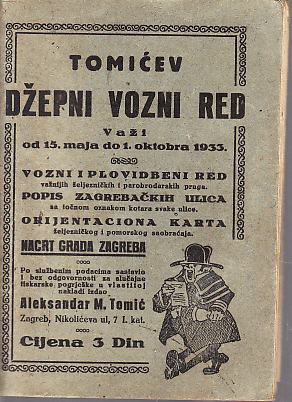 TOMIĆEV
DŽEPNI VOZNI RED
Važi
od 15. maja do 1. oktobra 1933.
VOZNI I PLOVIDBENI RED
važnijih željezničkih i parobrodarskih pruga.
POPIS ZAGREBAČKIH ULICA
sa točnom oznakom kotara svake ulice.
ORIJENTACIONA KARTA
željezničkog i pomorskog saobraćaja.
NACRT GRADA ZAGREBA
Po službenim podacima sastavio
i bez odgovornosti za slučajne
tiskarske pogrješke u vlastitoj
nakladi izdao
Aleksandar M. Tomić
Zagreb, Nikolićeva ul, 7 I. kat.
Cijena 3 Din